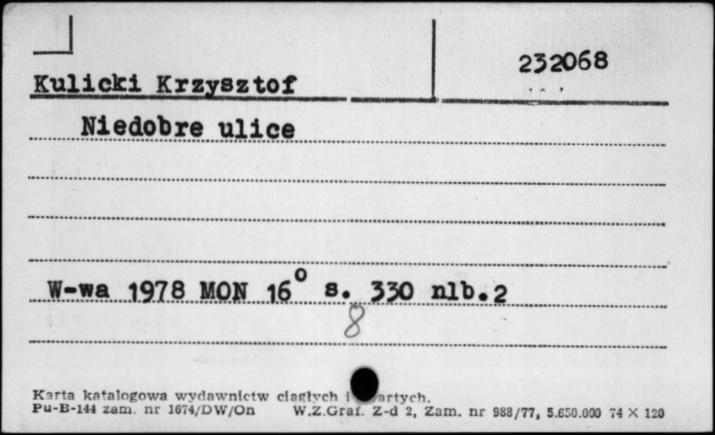 232068
Kulicki Krzysztof
Niedobre ulice
W-wa 1978 MON 16° s. 330 nlb.2
8
Karta katalogowa wydawnictw ciągłych i
Pu-B-144 zam. nr 1674/DW/On W.Z.Graf. Z-d 2, Zam. nr 988/77, 5.650.000 74 × 120